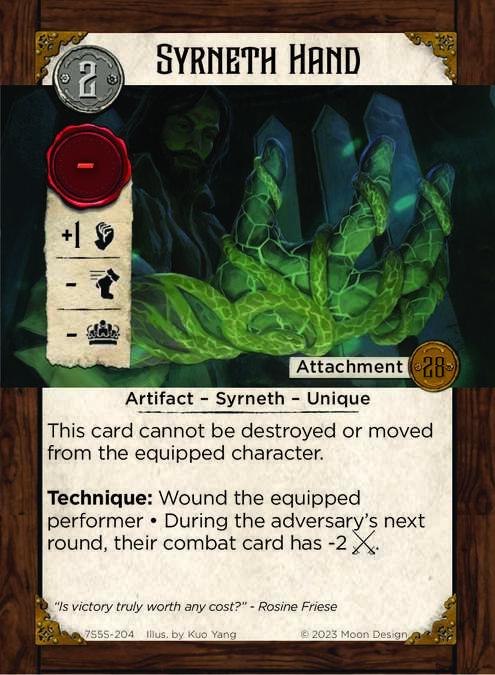 2
SYRNETH HAND
-
+1
-
-
Attachment
28
Artifact – Syrneth – Unique
This card cannot be destroyed or moved
from the equipped character.
Technique: Wound the equipped
performer • During the adversary's next
round, their combat card has -2 .
"Is victory truly worth any cost?" - Rosine Friese
7S5S-204 Illus. by Kuo Yang © 2023 Moon Design